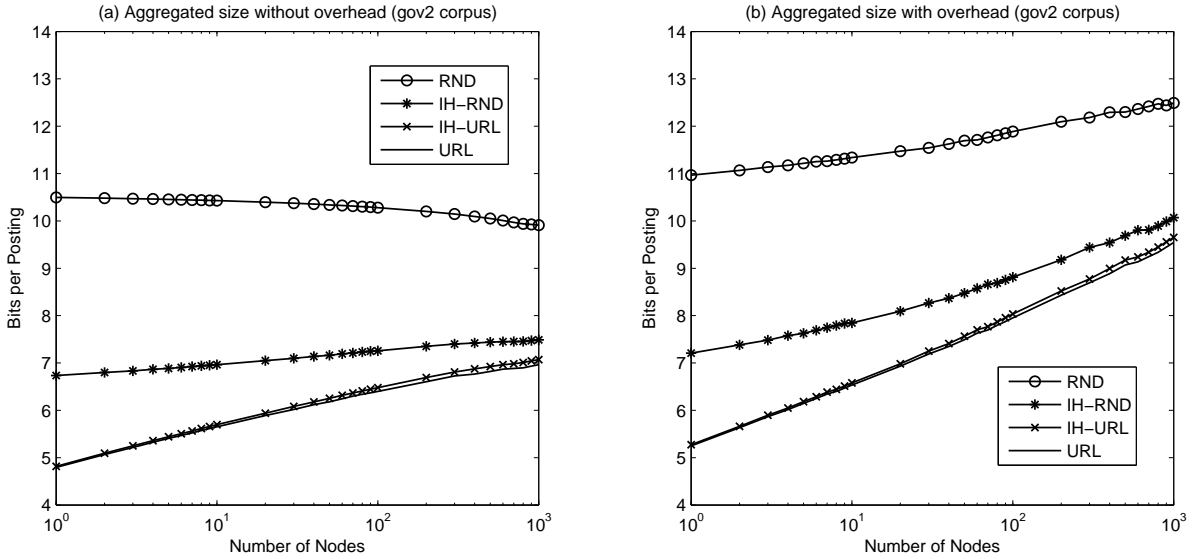 (a) Aggregated size without overhead (gov2 corpus)
14
13
12
11
10
9
8
7
6
5
4
Bits per Posting
RND
IH−RND
IH−URL
URL
10^0
10^1
10^2
10^3
Number of Nodes
(b) Aggregated size with overhead (gov2 corpus)
14
13
12
11
10
9
8
7
6
5
4
Bits per Posting
RND
IH−RND
IH−URL
URL
10^0
10^1
10^2
10^3
Number of Nodes